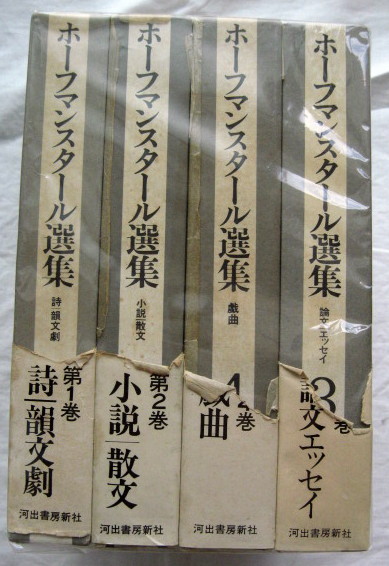 ホーフマンスタール選集
詩|韻文劇
第1巻
詩|韻文劇
河出書房新社
ホーフマンスタール選集
小説|散文
第2巻
小説|散文
河出書房新社
ホーフマンスタール選集
戯曲
4
巻
戯曲
河出書房新社
ホーフマンスタール選集
論文 エッセイ
3
巻
論文エッセイ
河出書房新社